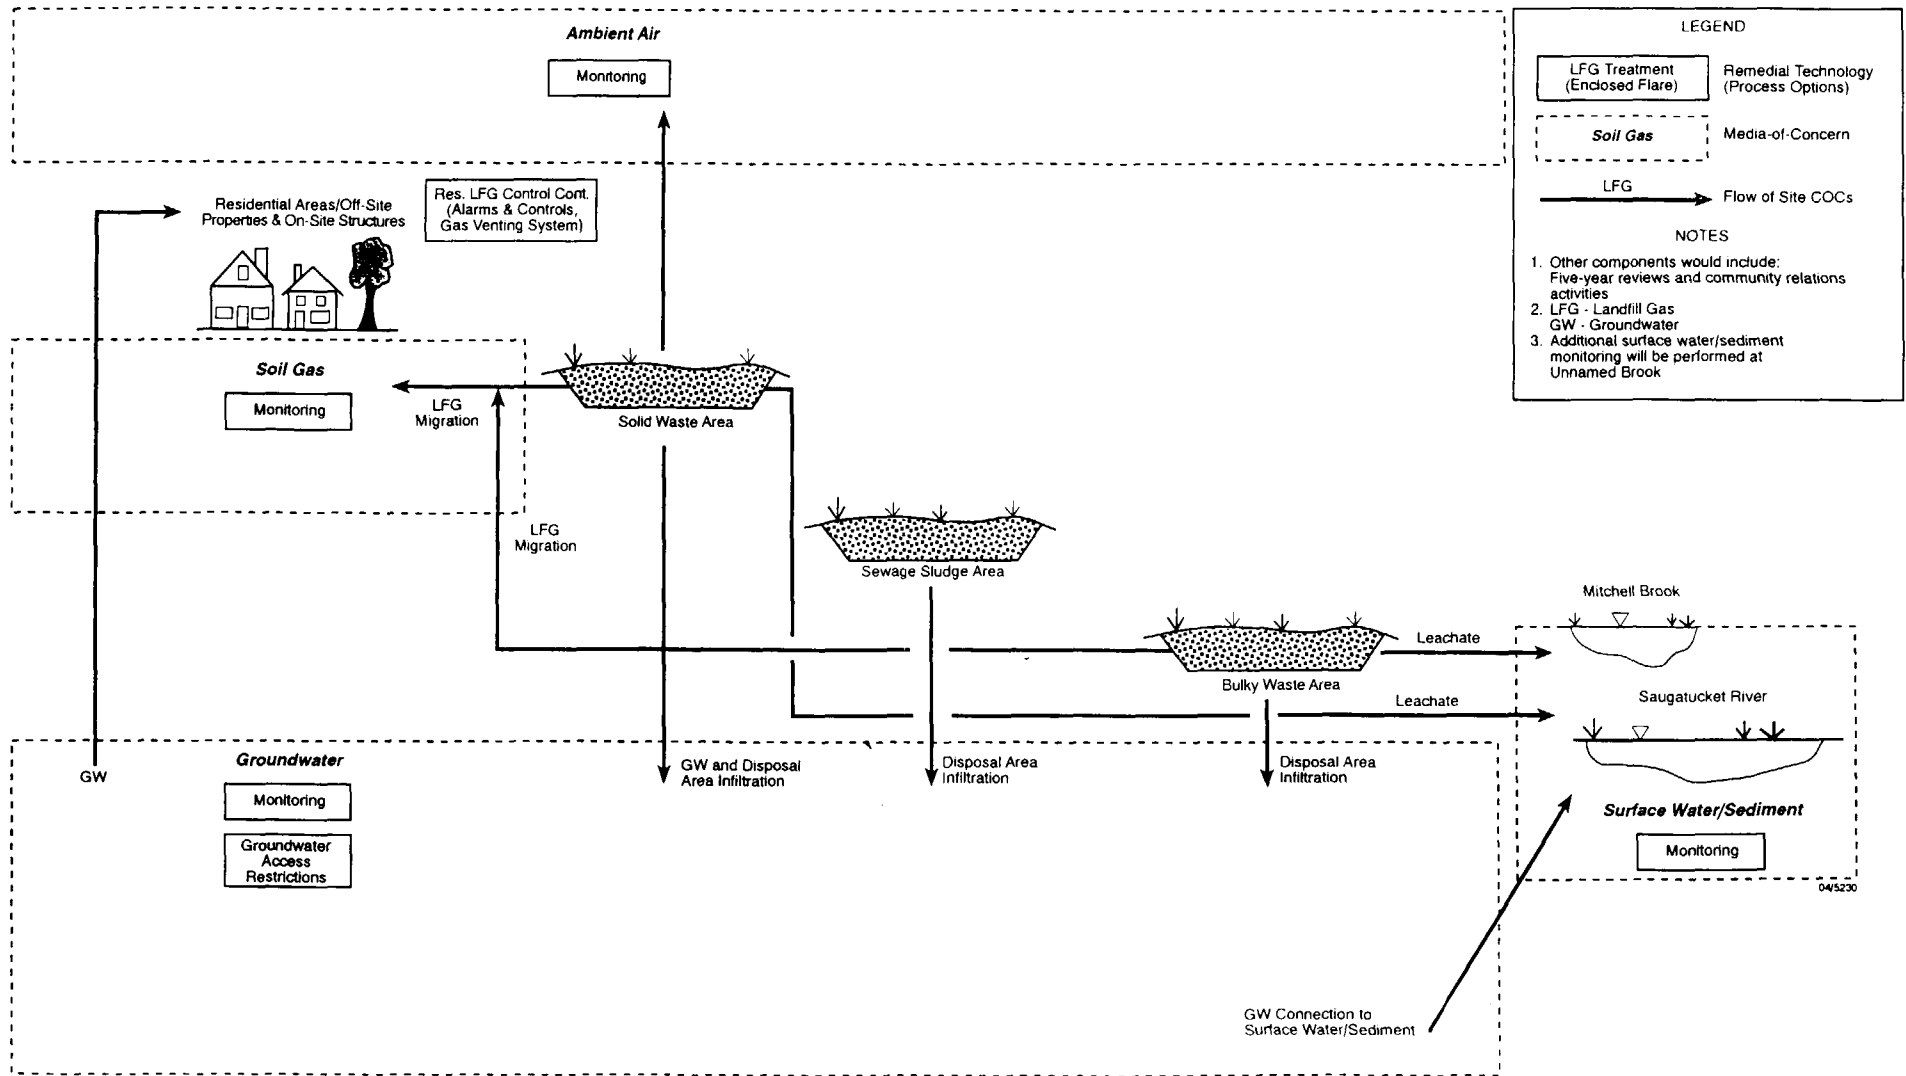 Ambient Air
Monitoring
LEGEND
LFG Treatment
(Enclosed Flare)
Remedial Technology
(Process Options)
Soil Gas
Media-of-Concern
LFG
Flow of Site COCs
NOTES
1. Other components would include:
Five-year reviews and community relations
activities
2. LFG - Landfill Gas
GW - Groundwater
3. Additional surface water/sediment
monitoring will be performed at
Unnamed Brook
Residential Areas/Off-Site
Properties & On-Site Structures
Res. LFG Control Cont.
(Alarms & Controls,
Gas Venting System)
Soil Gas
Monitoring
LFG
Migration
Solid Waste Area
LFG
Migration
Sewage Sludge Area
Mitchell Brook
Leachate
Bulky Waste Area
Leachate
Saugatucket River
GW
Groundwater
Monitoring
Groundwater
Access
Restrictions
GW and Disposal
Area Infiltration
Disposal Area
Infiltration
Disposal Area
Infiltration
Surface Water/Sediment
Monitoring
04/5230
GW Connection to
Surface Water/Sediment